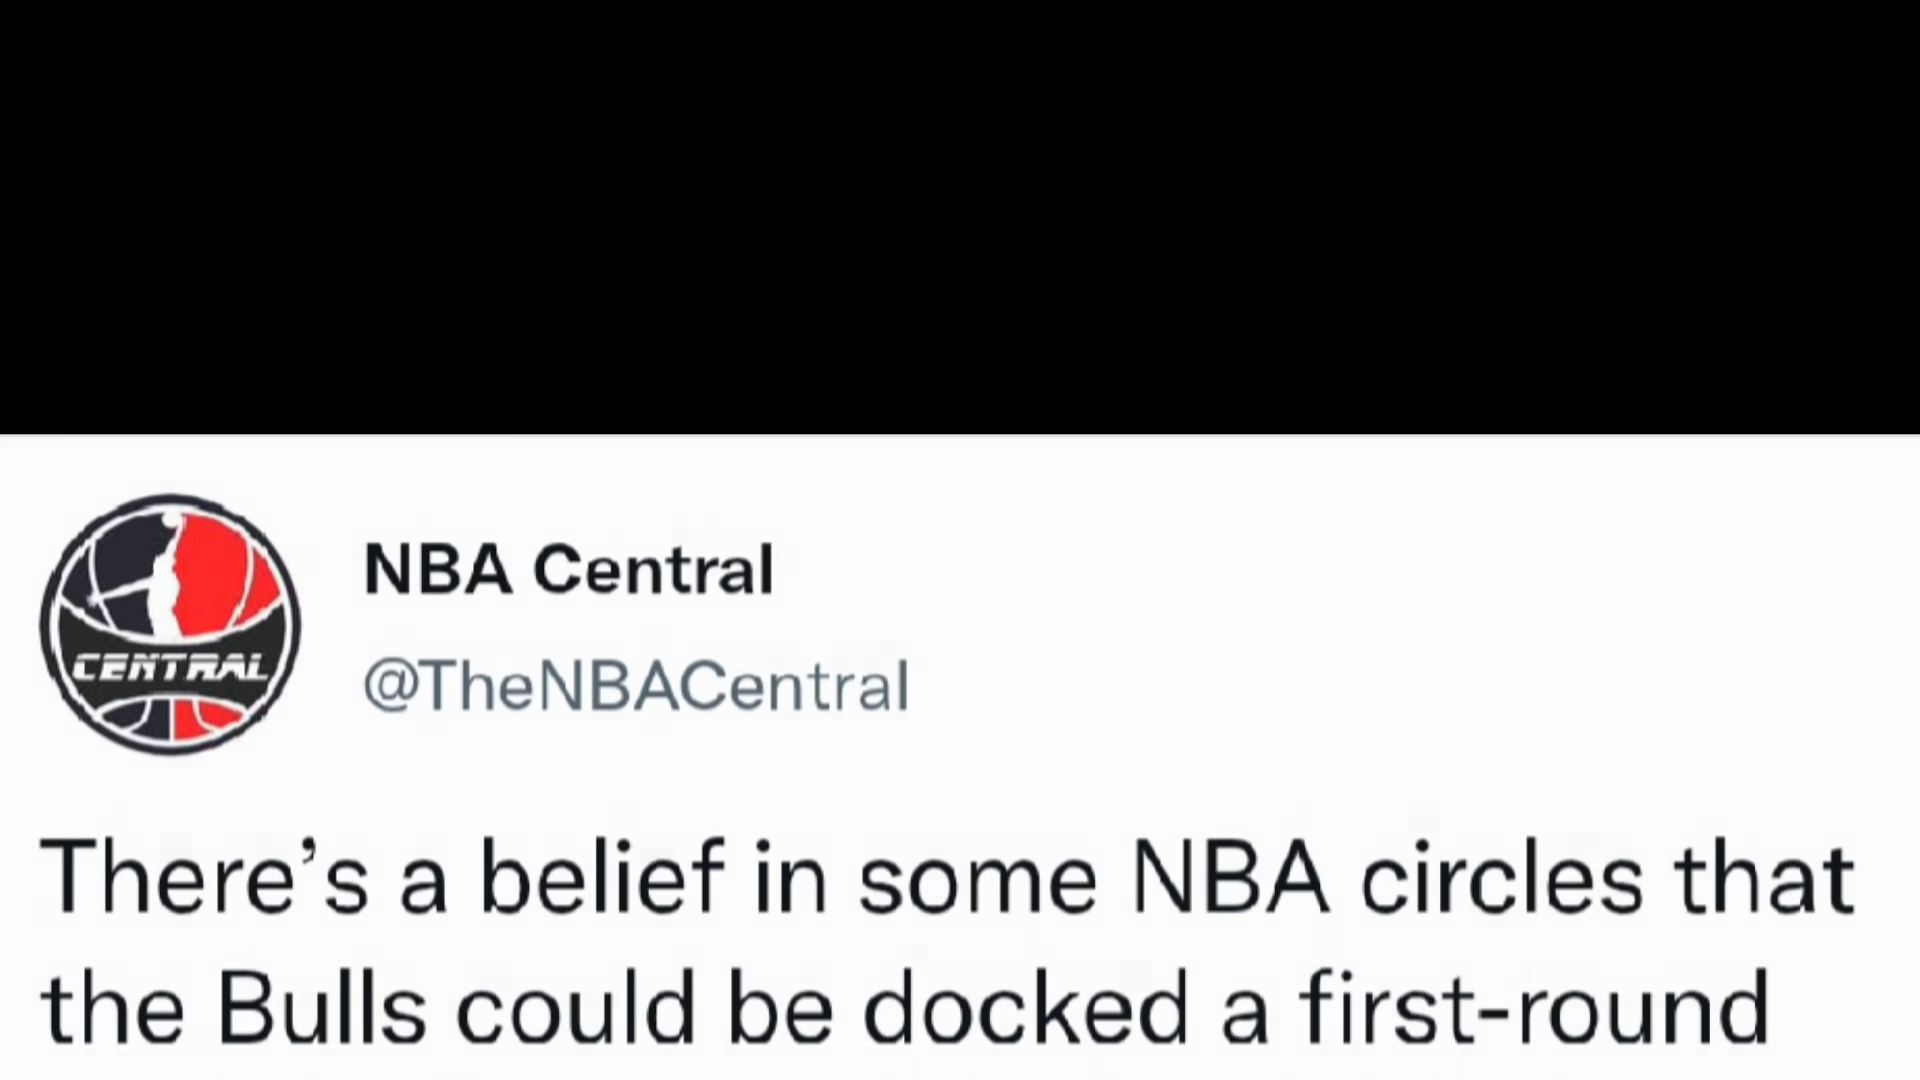 CENTRAL
NBA Central
@TheNBACentral
There’s a belief in some NBA circles that
the Bulls could be docked a first-round